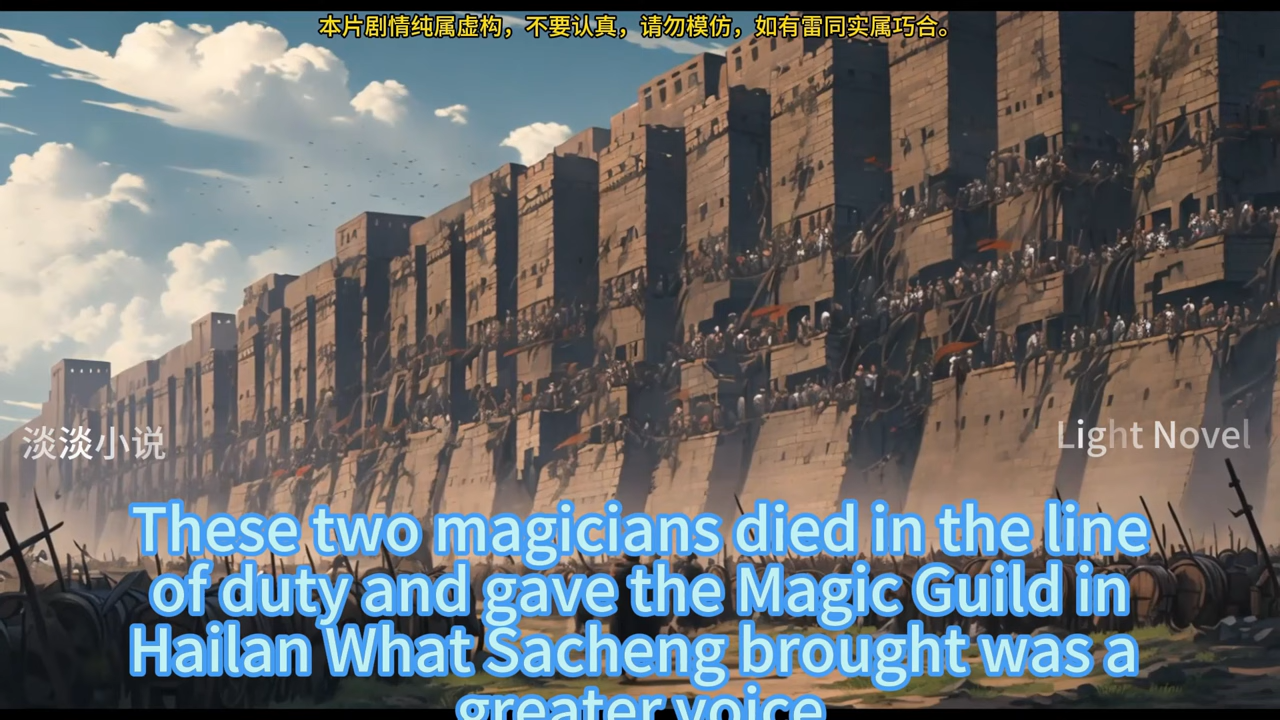 本片剧情纯属虚构，不要认真，请勿模仿，如有雷同实属巧合。
淡淡小说
Light Novel
These two magicians died in the line
of duty and gave the Magic Guild in
Hailan What Sacheng brought was a
greater voice